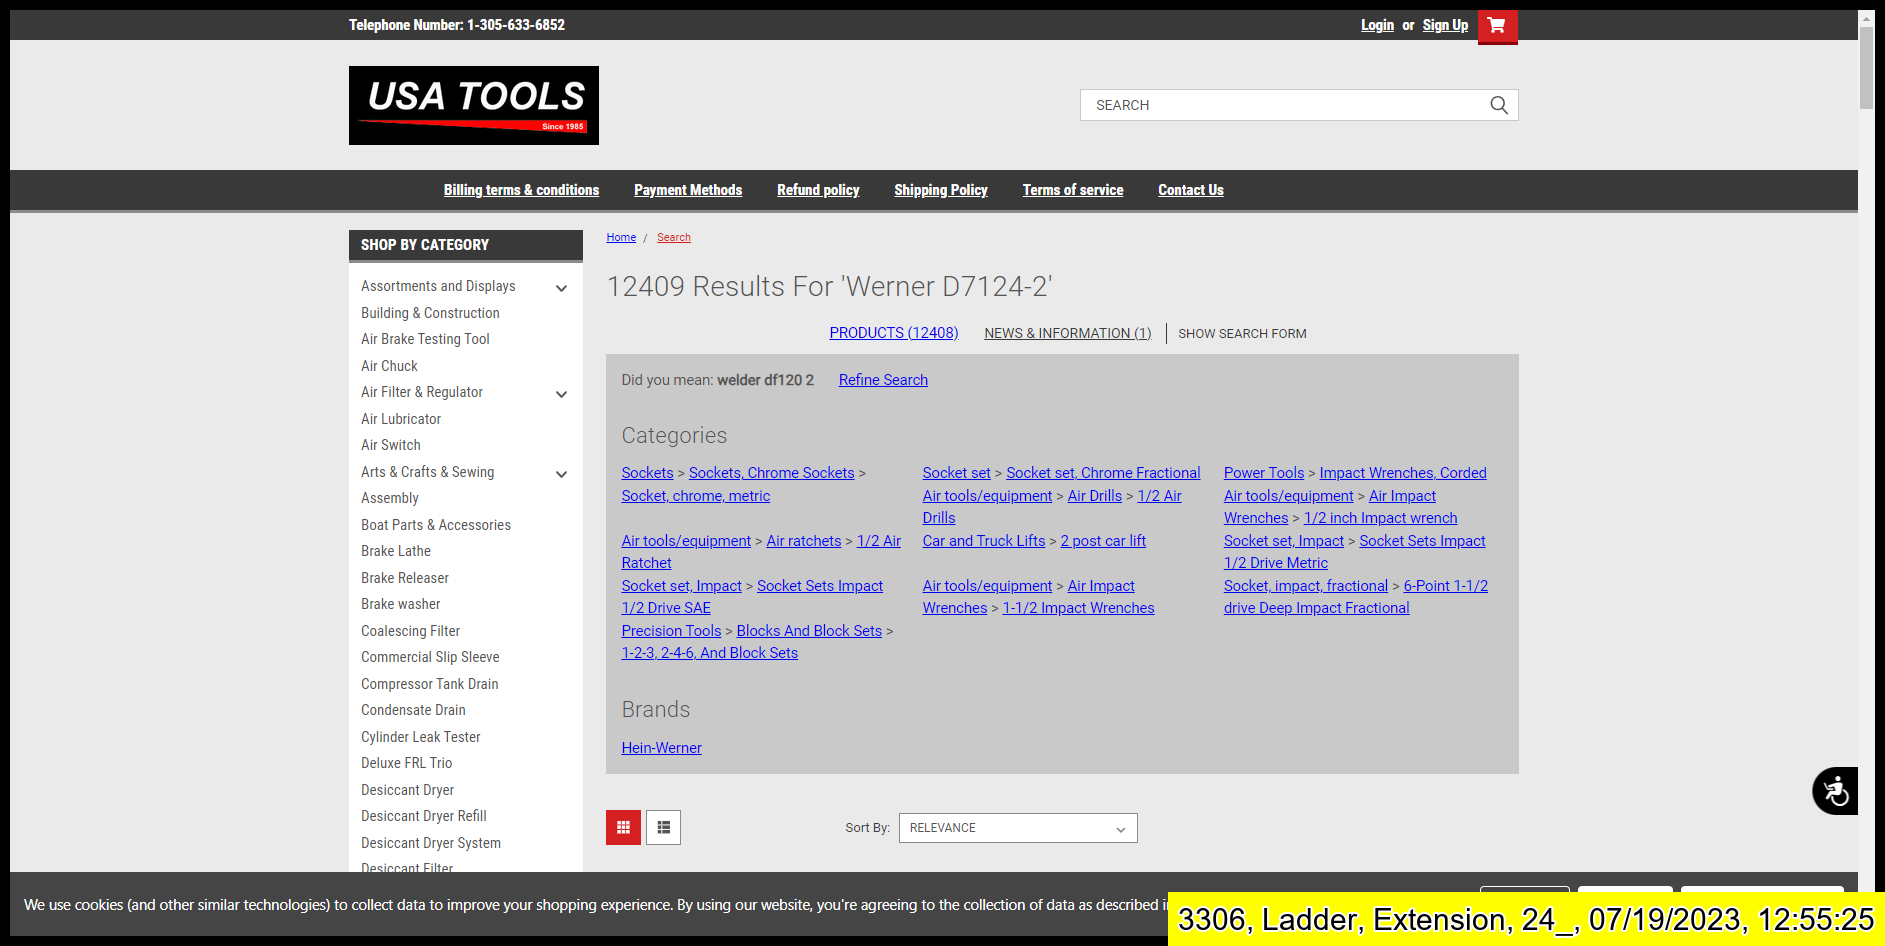 Telephone Number: 1-305-633-6852
Login or Sign Up
USA TOOLS
Since 1985
SEARCH
Billing terms & conditions Payment Methods Refund policy Shipping Policy Terms of service Contact Us
SHOP BY CATEGORY
Assortments and Displays
Building & Construction
Air Brake Testing Tool
Air Chuck
Air Filter & Regulator
Air Lubricator
Air Switch
Arts & Crafts & Sewing
Assembly
Boat Parts & Accessories
Brake Lathe
Brake Releaser
Brake washer
Coalescing Filter
Commercial Slip Sleeve
Compressor Tank Drain
Condensate Drain
Cylinder Leak Tester
Deluxe FRL Trio
Desiccant Dryer
Desiccant Dryer Refill
Desiccant Dryer System
Desiccant Filter
Home / Search
12409 Results For 'Werner D7124-2'
PRODUCTS (12408) NEWS & INFORMATION (1) SHOW SEARCH FORM
Did you mean: welder df120 2 Refine Search
Categories
Sockets > Sockets, Chrome Sockets >
Socket, chrome, metric
Socket set > Socket set, Chrome Fractional
Power Tools > Impact Wrenches, Corded
Air tools/equipment > Air Drills > 1/2 Air
Drills
Air tools/equipment > Air Impact
Wrenches > 1/2 inch Impact wrench
Air tools/equipment > Air ratchets > 1/2 Air
Ratchet
Car and Truck Lifts > 2 post car lift
Socket set, Impact > Socket Sets Impact
1/2 Drive Metric
Socket set, Impact > Socket Sets Impact
1/2 Drive SAE
Air tools/equipment > Air Impact
Wrenches > 1-1/2 Impact Wrenches
Socket, impact, fractional > 6-Point 1-1/2
drive Deep Impact Fractional
Precision Tools > Blocks And Block Sets >
1-2-3, 2-4-6, And Block Sets
Brands
Hein-Werner
Sort By: RELEVANCE
We use cookies (and other similar technologies) to collect data to improve your shopping experience. By using our website, you're agreeing to the collection of data as described
3306, Ladder, Extension, 24_, 07/19/2023, 12:55:25